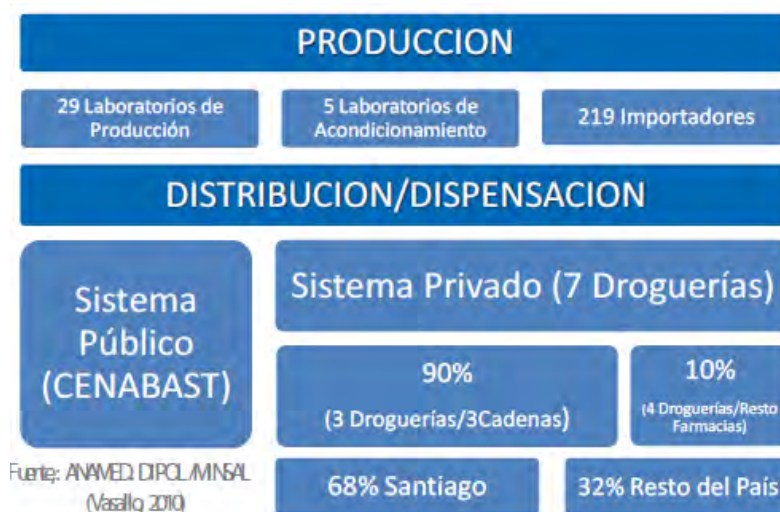 PRODUCCION
29 Laboratorios de
Producción
5 Laboratorios de
Acondicionamiento
219 Importadores
DISTRIBUCION/DISPENSACION
Sistema
Público
(CENABAST)
Sistema Privado (7 Droguerías)
90%
(3 Droguerías/3Cadenas)
10%
(4 Droguerías/Resto
Farmacias)
68% Santiago
32% Resto del País
Fuente: ANAMED. DIPOL/MINSAL
(Vasallo, 2010)